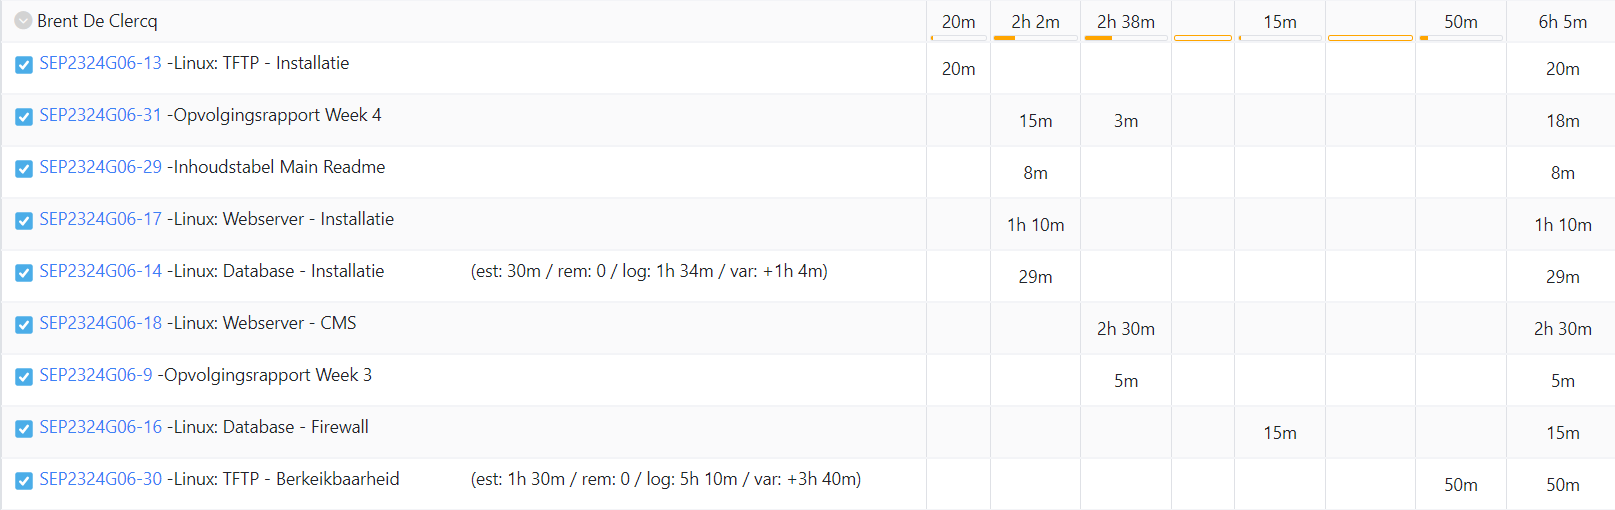 Brent De Clercq 20m 2h 2m 2h 38m 15m 50m 6h 5m
SEP2324G06-13 -Linux: TFTP - Installatie 20m 20m
SEP2324G06-31 -Opvolgingsrapport Week 4 15m 3m 18m
SEP2324G06-29 -Inhoudstabel Main Readme 8m 8m
SEP2324G06-17 -Linux: Webserver - Installatie 1h 10m 1h 10m
SEP2324G06-14 -Linux: Database - Installatie (est: 30m / rem: 0 / log: 1h 34m / var: +1h 4m) 29m 29m
SEP2324G06-18 -Linux: Webserver - CMS 2h 30m 2h 30m
SEP2324G06-9 -Opvolgingsrapport Week 3 5m 5m
SEP2324G06-16 -Linux: Database - Firewall 15m 15m
SEP2324G06-30 -Linux: TFTP - Berkeikbaarheid (est: 1h 30m / rem: 0 / log: 5h 10m / var: +3h 40m) 50m 50m